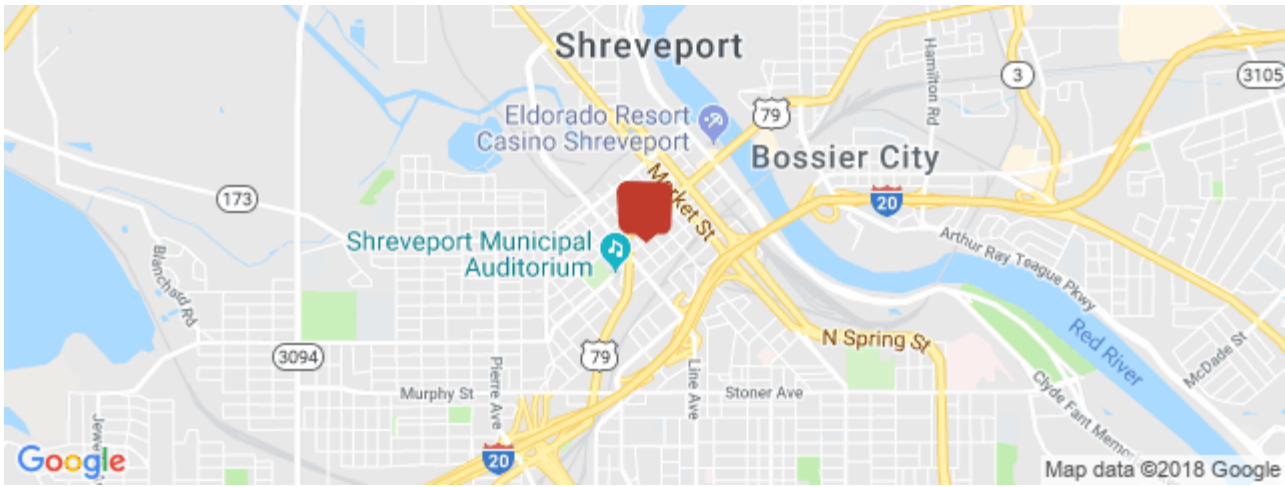 Shreveport
3
3105
Hamilton Rd
79
Eldorado Resort
Casino Shreveport
Bossier City
Market St
173
20
Shreveport Municipal
Auditorium
Arthur Ray Teague Pkwy
Blanchard Rd
Red River
N Spring St
McDade St
3094
79
Pierre Ave
Line Ave
Murphy St
Stoner Ave
Clyde Fant Memor
Jewe
20
Google
Map data ©2018 Google